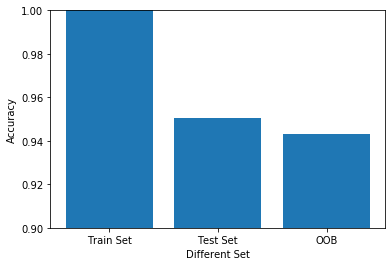 1.00
0.98
0.96
0.94
0.92
0.90
Accuracy
Train Set
Test Set
OOB
Different Set